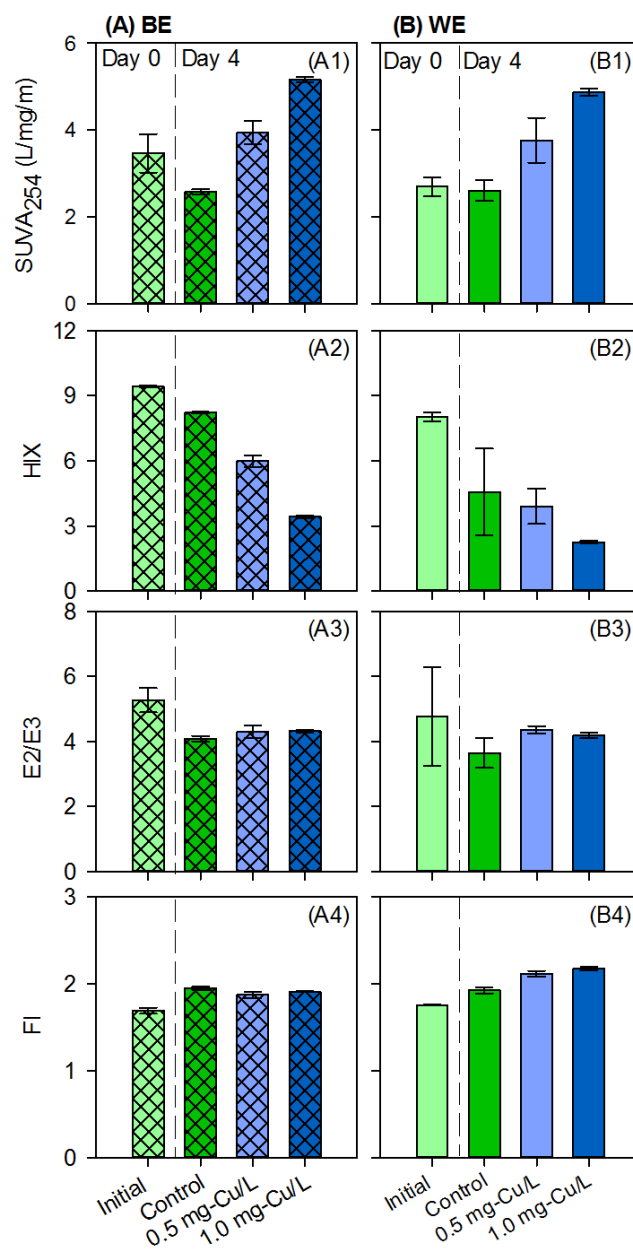 (A) BE
(B) WE
Day 0
Day 4
(A1)
Day 0
Day 4
(B1)
SUVA254 (L/mg/m)
6
4
2
0
(A2)
(B2)
HIX
12
9
6
3
0
(A3)
(B3)
E2/E3
8
6
4
2
0
(A4)
(B4)
FI
3
2
1
0
Initial
Control
0.5 mg-Cu/L
1.0 mg-Cu/L
Initial
Control
0.5 mg-Cu/L
1.0 mg-Cu/L